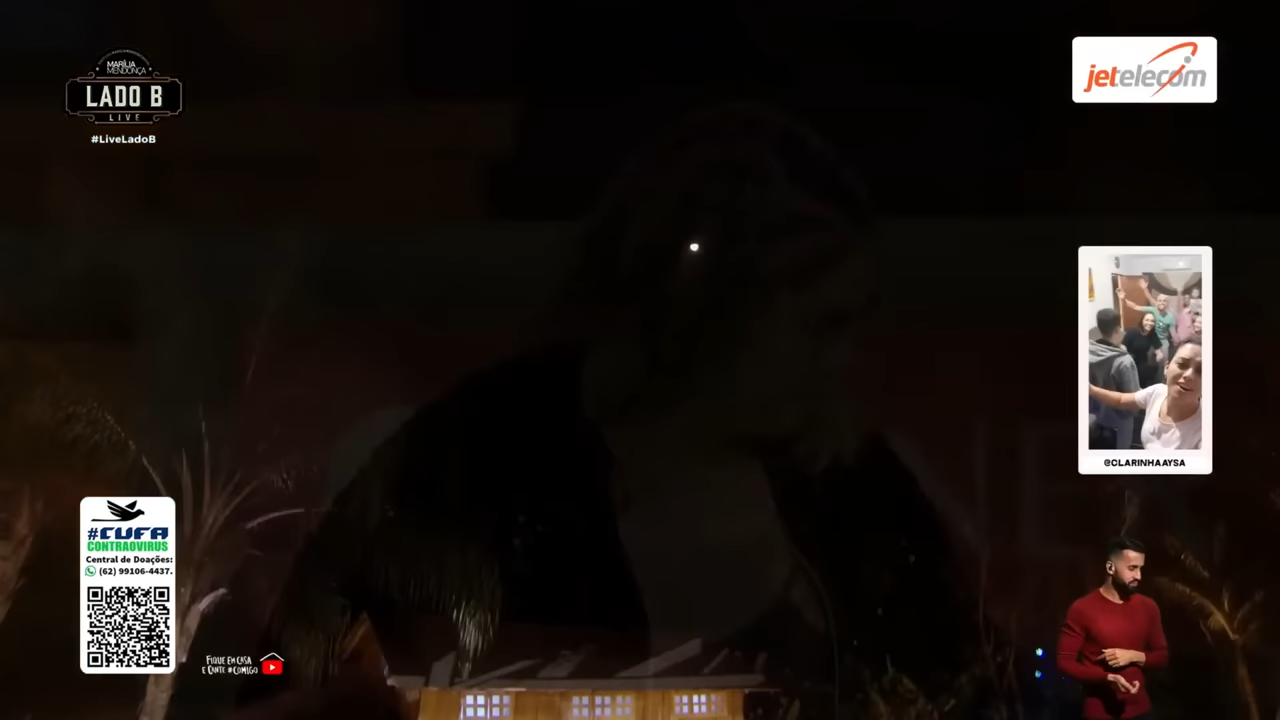 MARÍLIA
MENDONÇA
LADO B
LIVE
#LiveLadoB
jetelecom
@CLARINHAAYSA
#CUFA
CONTRAOVIRUS
Central de Doações:
(62) 99106-4437.
FIQUE EM CASA
E CANTE #COMIGO